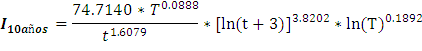 I₁₀ₐñₒₛ = 74.7140 * T^0.0888 / t^1.6079 * [ln(t + 3)]^3.8202 * ln(T)^0.1892